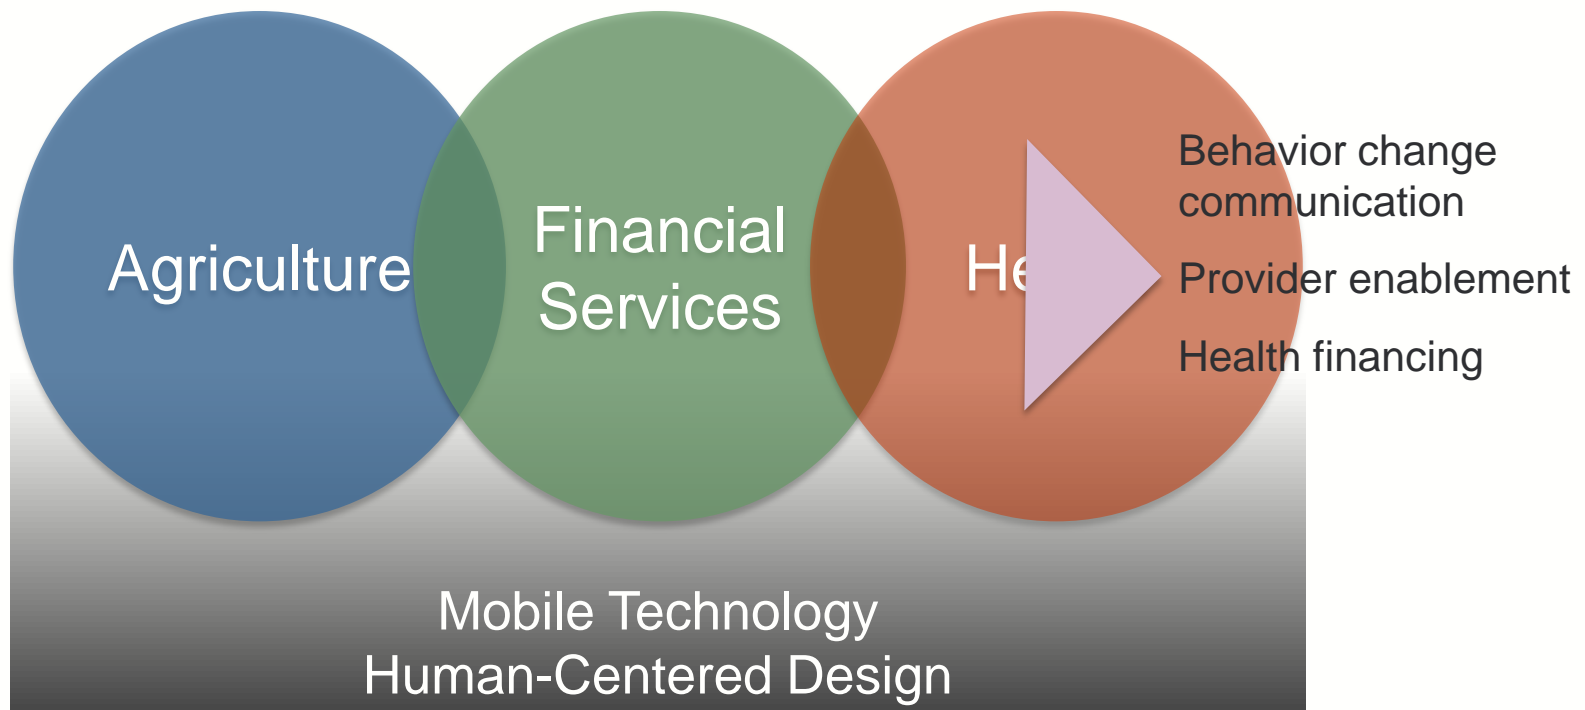 Agriculture
Financial
Services
He
Behavior change
communication
Provider enablement
Health financing
Mobile Technology
Human-Centered Design